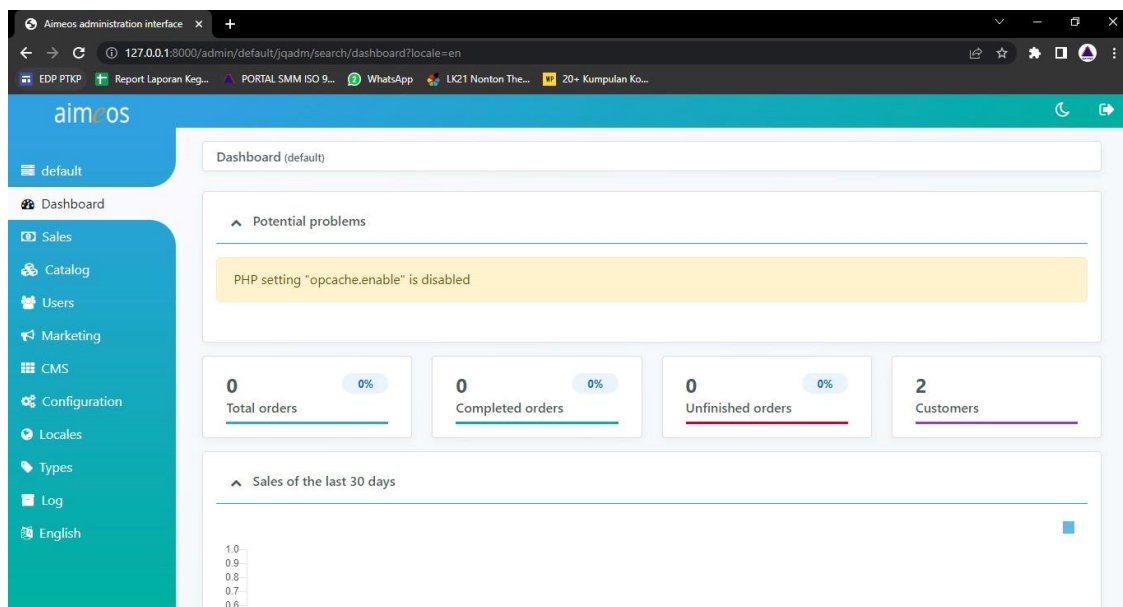 Aimeos administration interface
127.0.0.1:8000/admin/default/jqadm/search/dashboard?locale=en
EDP PTKP Report Laporan Keg... PORTAL SMM ISO 9... WhatsApp LK21 Nonton The... WP 20+ Kumpulan Ko...
aimeos
default
Dashboard
Sales
Catalog
Users
Marketing
CMS
Configuration
Locales
Types
Log
English
Dashboard (default)
Potential problems
PHP setting "opcache.enable" is disabled
0 0%
Total orders
0 0%
Completed orders
0 0%
Unfinished orders
2
Customers
Sales of the last 30 days
1.0
0.9
0.8
0.7
0.6